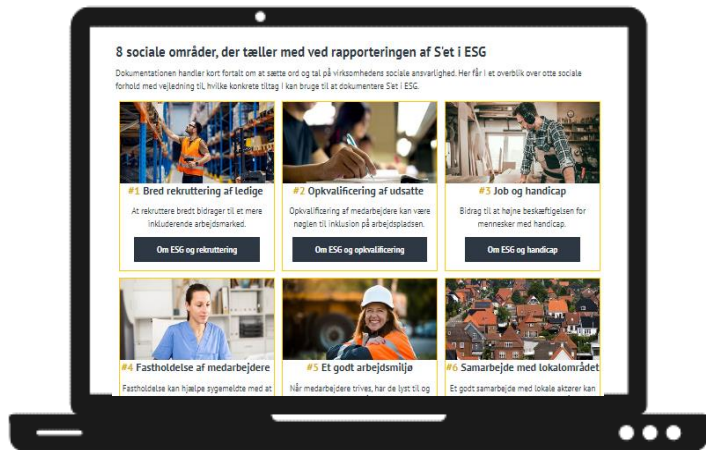 8 sociale områder, der tæller med ved rapporteringen af S'et i ESG
Dokumentationen handler kort fortalt om at sætte ord og tal på virksomhedens sociale ansvarlighed. Her får I et overblik over otte sociale
forhold med vejledning til, hvilke konkrete tiltag I kan bruge til at dokumentere S'et i ESG.
#1 Bred rekruttering af ledige
At rekruttere bredt bidrager til et mere
inkluderende arbejdsmarked.
Om ESG og rekruttering
#2 Opkvalificering af udsatte
Opkvalificering af medarbejdere kan være
nøglen til inklusion på arbejdspladsen.
Om ESG og opkvalificering
#3 Job og handicap
Bidrag til at højne beskæftigelsen for
mennesker med handicap.
Om ESG og handicap
#4 Fastholdelse af medarbejdere
Fastholdelse kan hjælpe sygemeldte med at
#5 Et godt arbejdsmiljø
Når medarbejdere trives, har de lyst til og
#6 Samarbejde med lokalområdet
Et godt samarbejde med lokale aktører kan